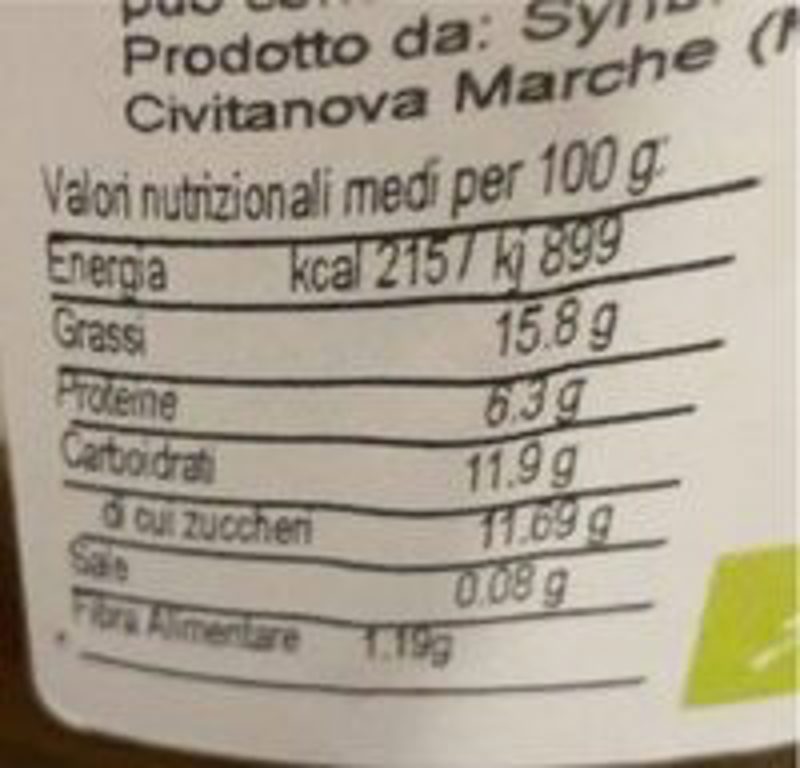 Prodotto da:
Civitanova Marche
Valori nutrizionali medi per 100 g:
Energia kcal 2157 kj 899
Grassi 15.8 g
Proteine 6.3 g
Carboidrati 11.9 g
di cui zuccheri 11.69 g
Sale 0.08 g
Fibra Alimentare 1.19g